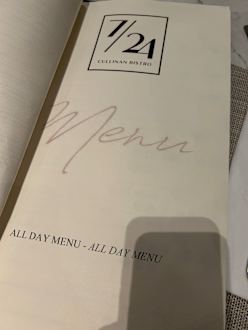 7/24
CULLINAN BISTRO
Menu
ALL DAY MENU - ALL DAY MENU